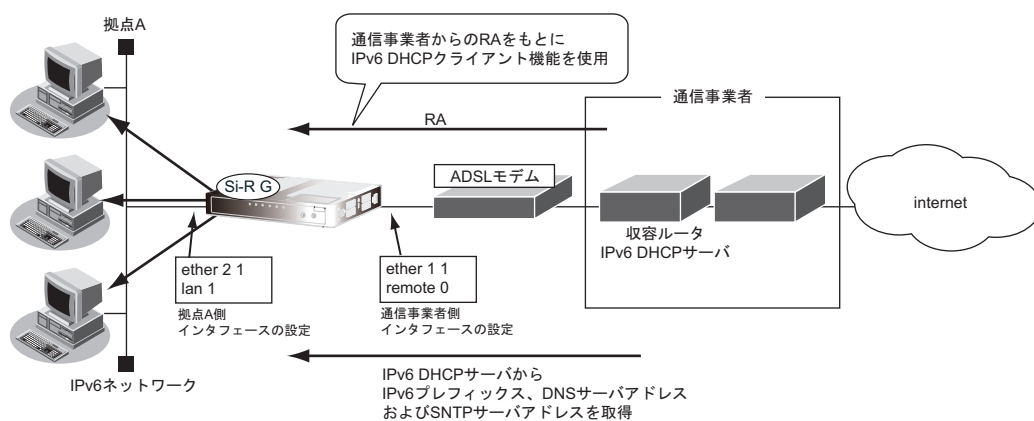 拠点A
通信事業者からのRAをもとに
IPv6 DHCPクライアント機能を使用
通信事業者
RA
Si-R G
ADSLモデム
internet
収容ルータ
IPv6 DHCPサーバ
ether 2 1
lan 1
ether 1 1
remote 0
拠点A側
インタフェースの設定
通信事業者側
インタフェースの設定
IPv6ネットワーク
IPv6 DHCPサーバから
IPv6プレフィックス、DNSサーバアドレス
およびSNTPサーバアドレスを取得